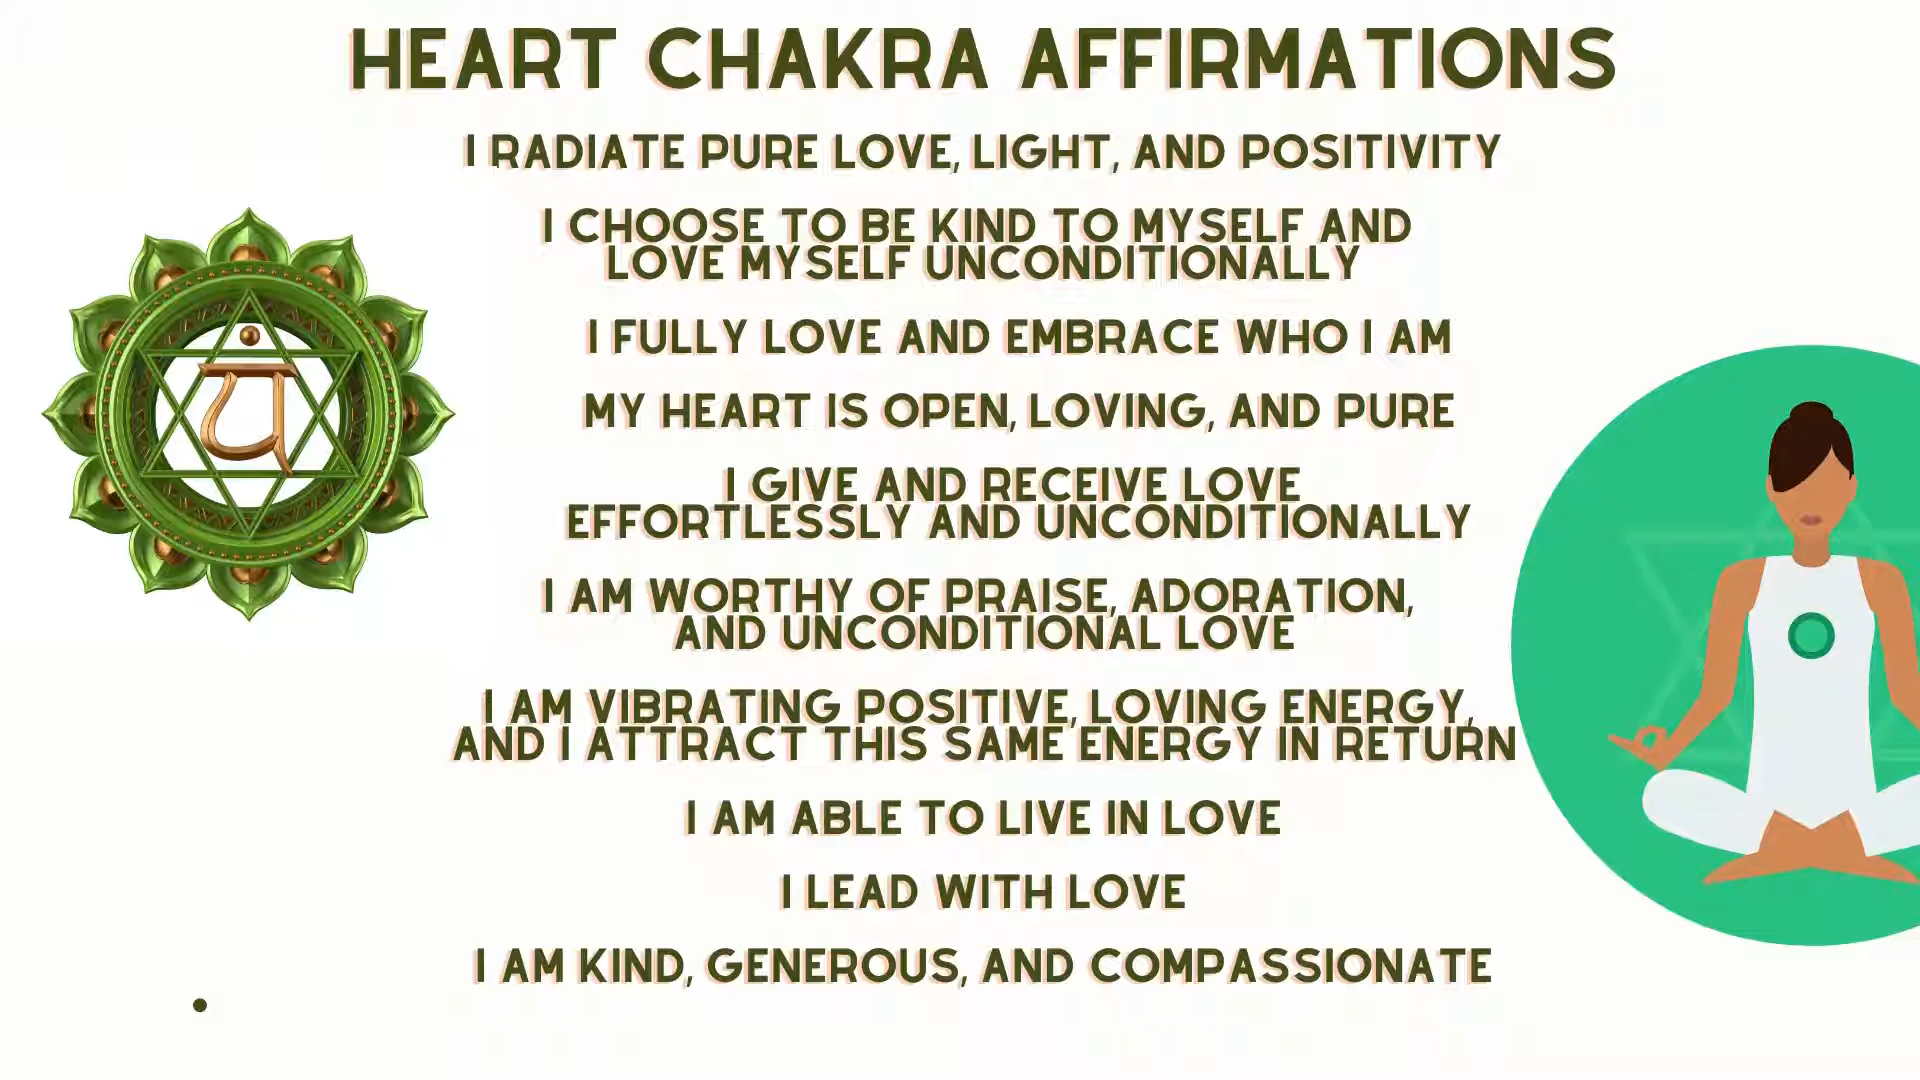 HEART CHAKRA AFFIRMATIONS
I RADIATE PURE LOVE, LIGHT, AND POSITIVITY
I CHOOSE TO BE KIND TO MYSELF AND
LOVE MYSELF UNCONDITIONALLY
I FULLY LOVE AND EMBRACE WHO I AM
MY HEART IS OPEN, LOVING, AND PURE
I GIVE AND RECEIVE LOVE
EFFORTLESSLY AND UNCONDITIONALLY
I AM WORTHY OF PRAISE, ADORATION,
AND UNCONDITIONAL LOVE
I AM VIBRATING POSITIVE, LOVING ENERGY,
AND I ATTRACT THIS SAME ENERGY IN RETURN
I AM ABLE TO LIVE IN LOVE
I LEAD WITH LOVE
I AM KIND, GENEROUS, AND COMPASSIONATE
यं